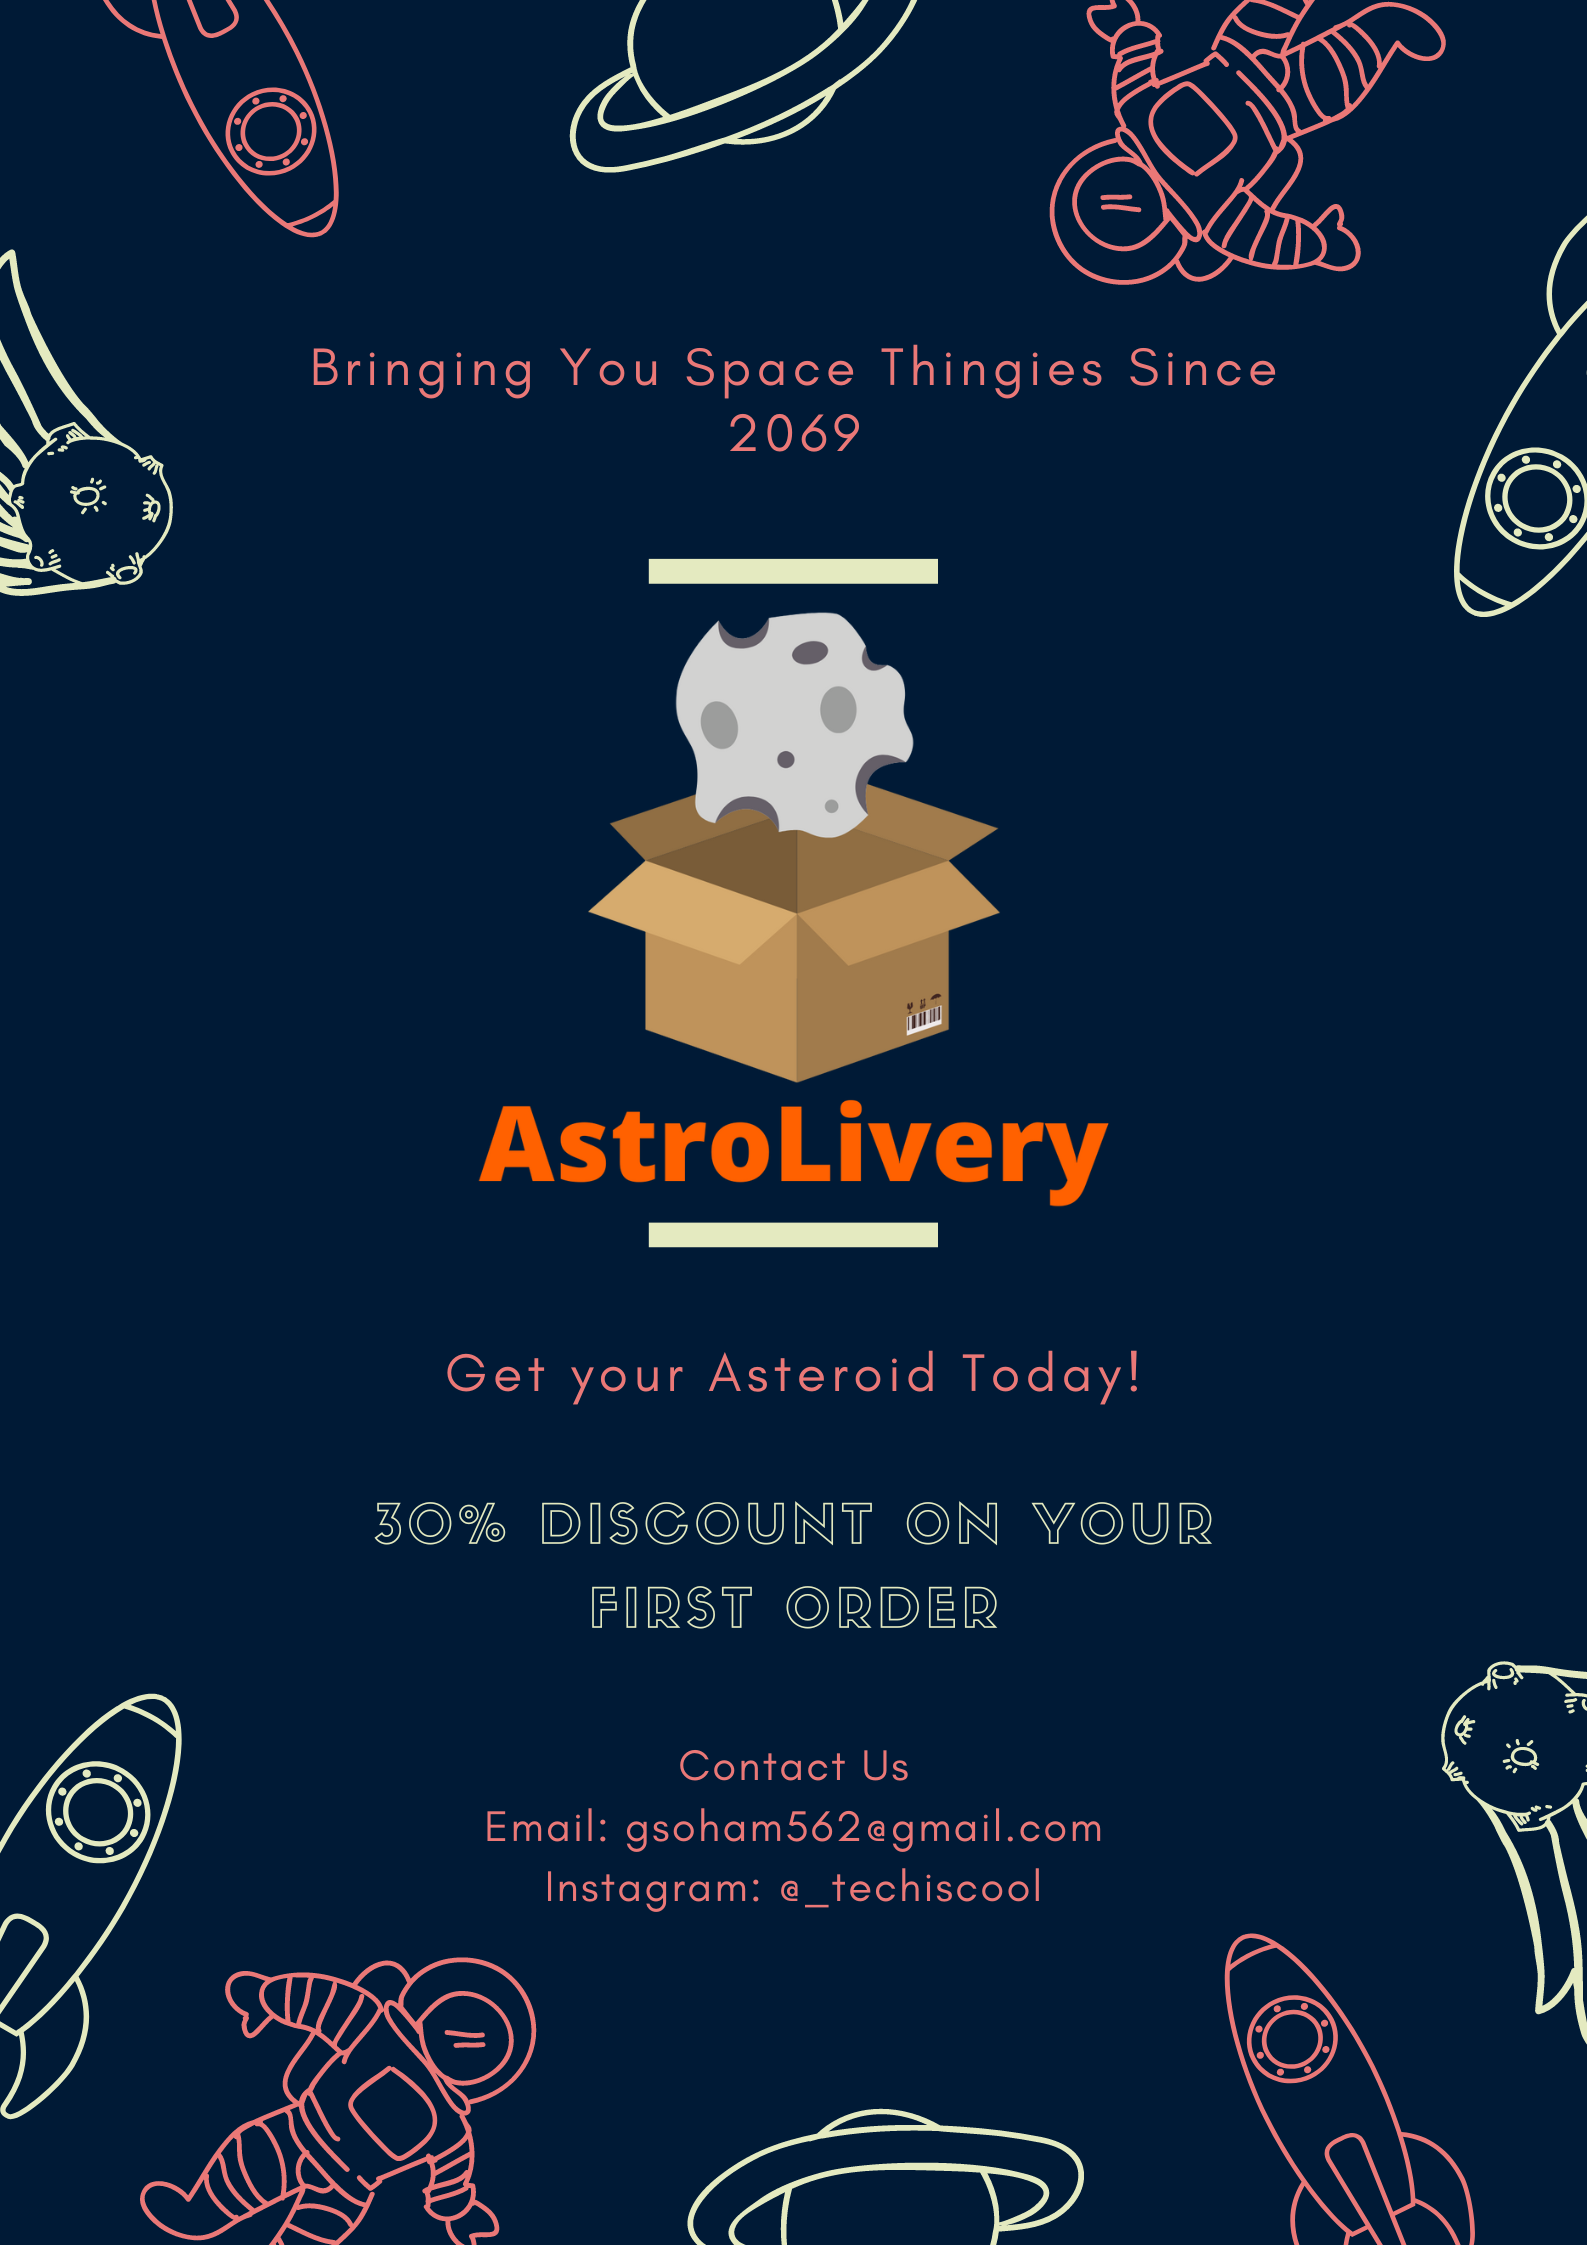 Bringing You Space Thingies Since
2069
AstroLivery
Get your Asteroid Today!
30% DISCOUNT ON YOUR
FIRST ORDER
Contact Us
Email: gsoham562@gmail.com
Instagram: @_techiscool